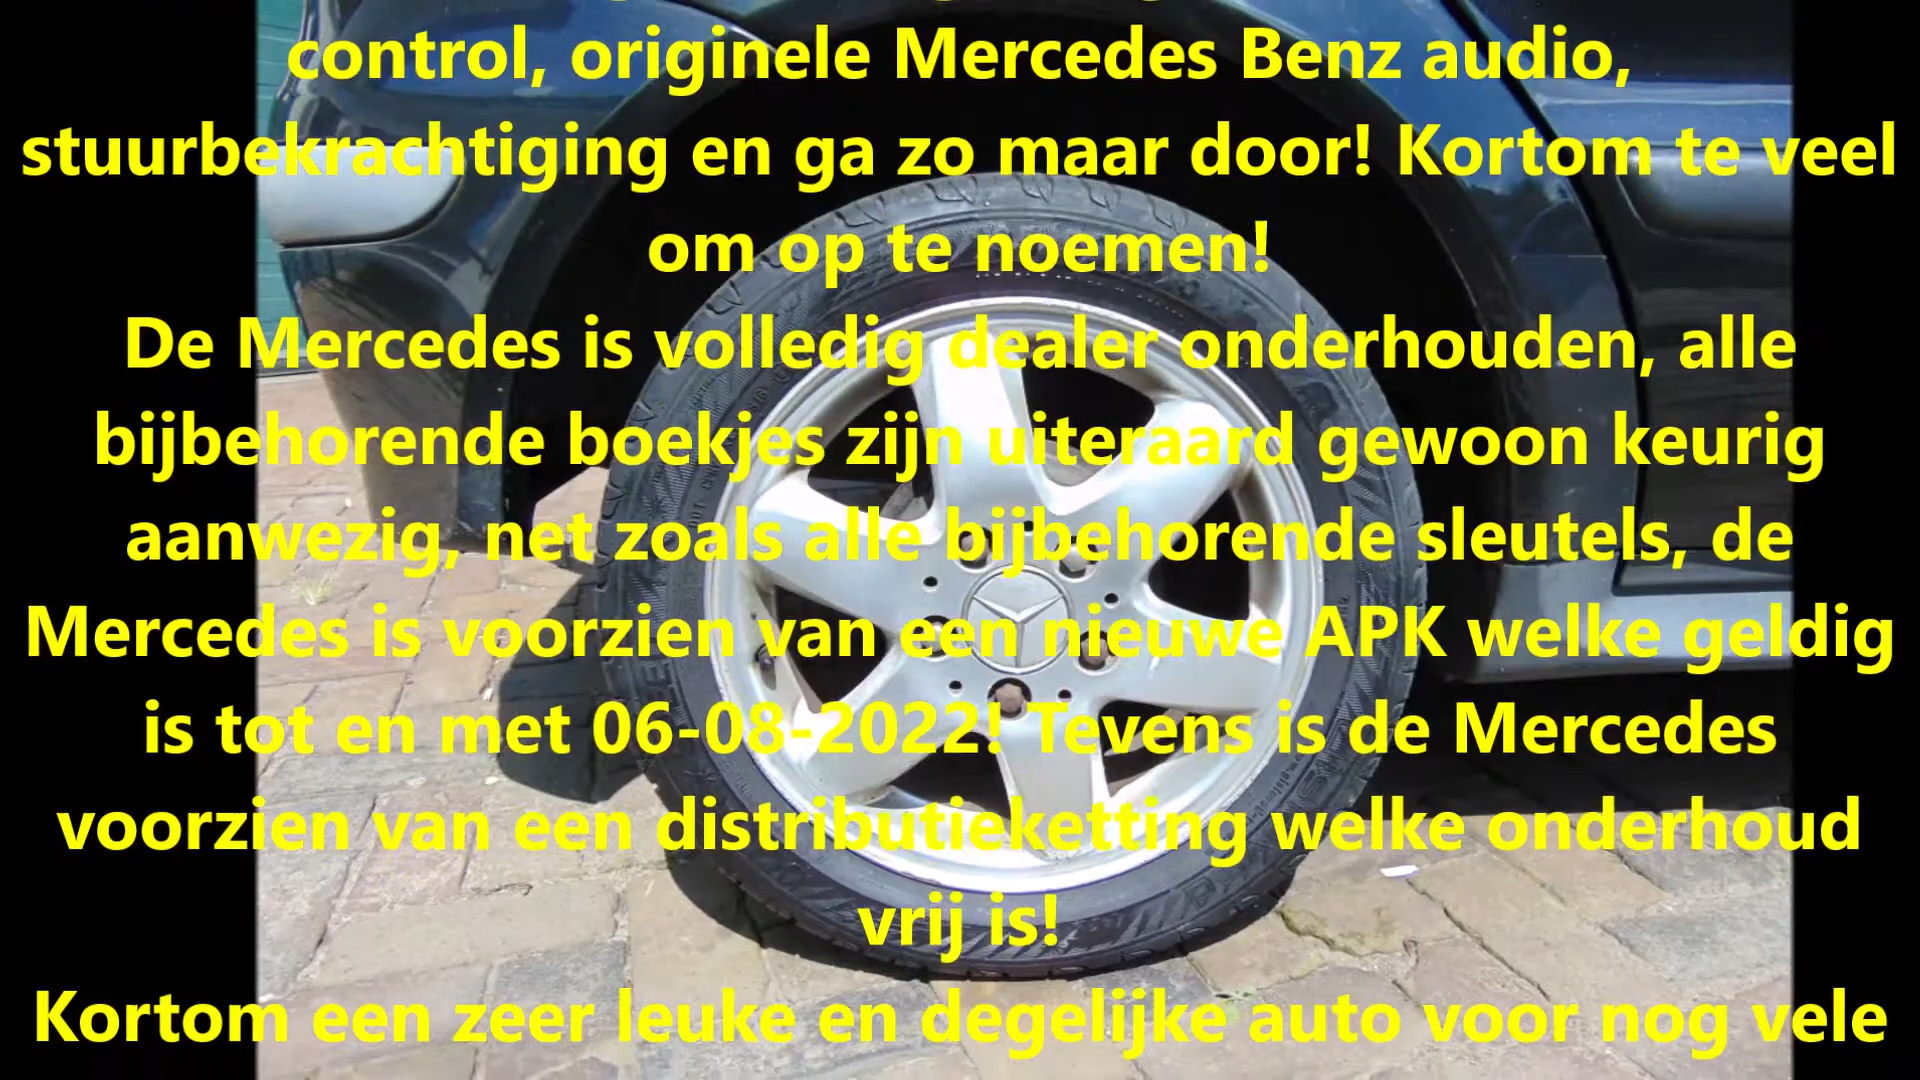 control, originele Mercedes Benz audio,
stuurbekrachtiging en ga zo maar door! Kortom te veel
om op te noemen!
De Mercedes is volledig dealer onderhouden, alle
bijbehorende boekjes zijn uiteraard gewoon keurig
aanwezig, net zoals alle bijbehorende sleutels, de
Mercedes is voorzien van een nieuwe APK welke geldig
is tot en met 06-08-2022! Tevens is de Mercedes
voorzien van een distributieketting welke onderhoud
vrij is!
Kortom een zeer leuke en degelijke auto voor nog vele